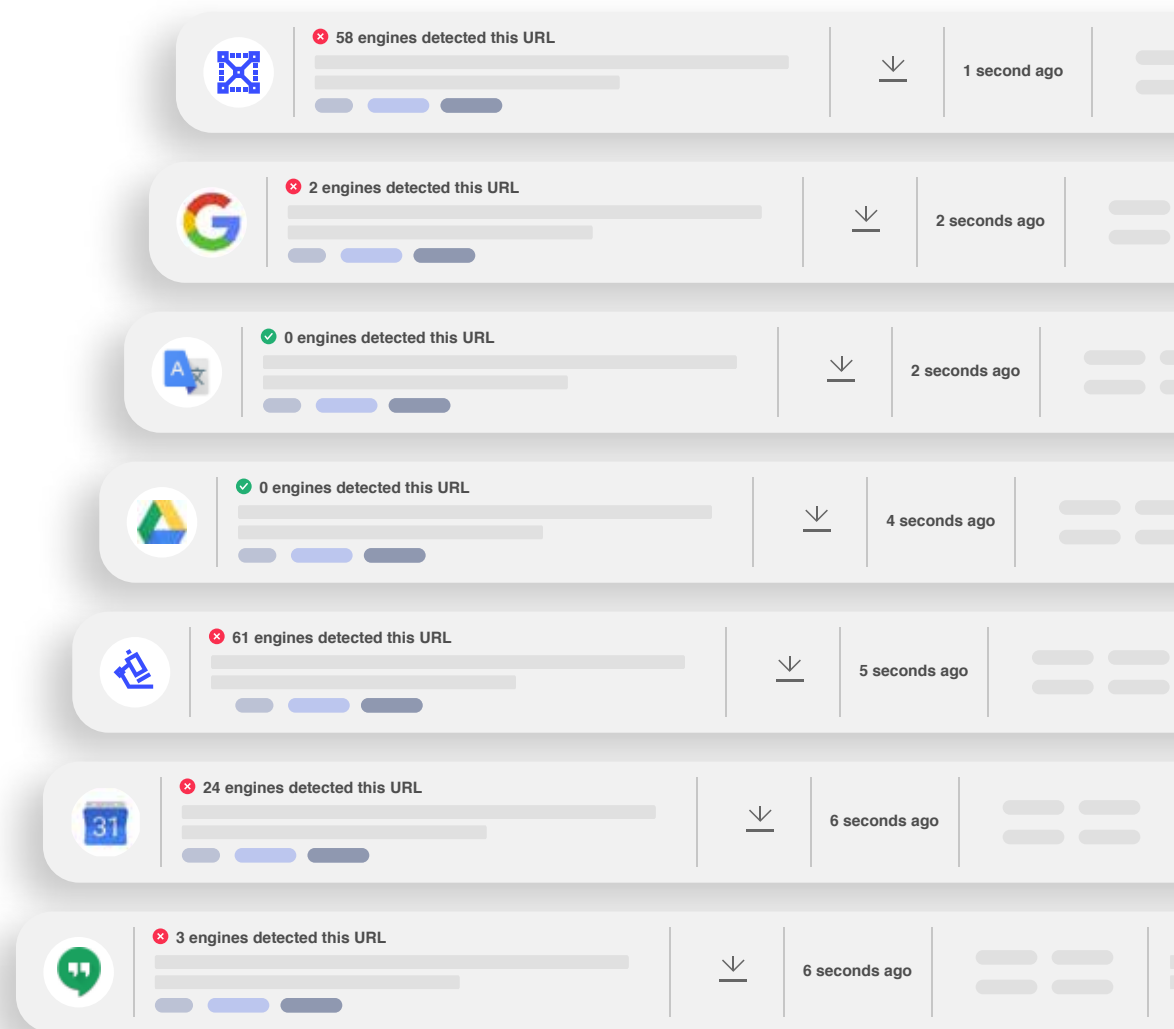 58 engines detected this URL
1 second ago
G
2 engines detected this URL
2 seconds ago
A 文
0 engines detected this URL
2 seconds ago
0 engines detected this URL
4 seconds ago
61 engines detected this URL
5 seconds ago
31
24 engines detected this URL
6 seconds ago
3 engines detected this URL
6 seconds ago